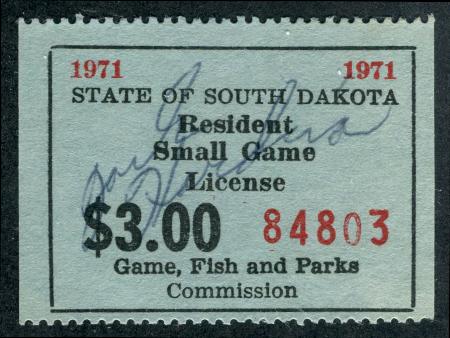 1971 1971
STATE OF SOUTH DAKOTA
Resident
Small Game
License
$3.00 84803
Game, Fish and Parks
Commission